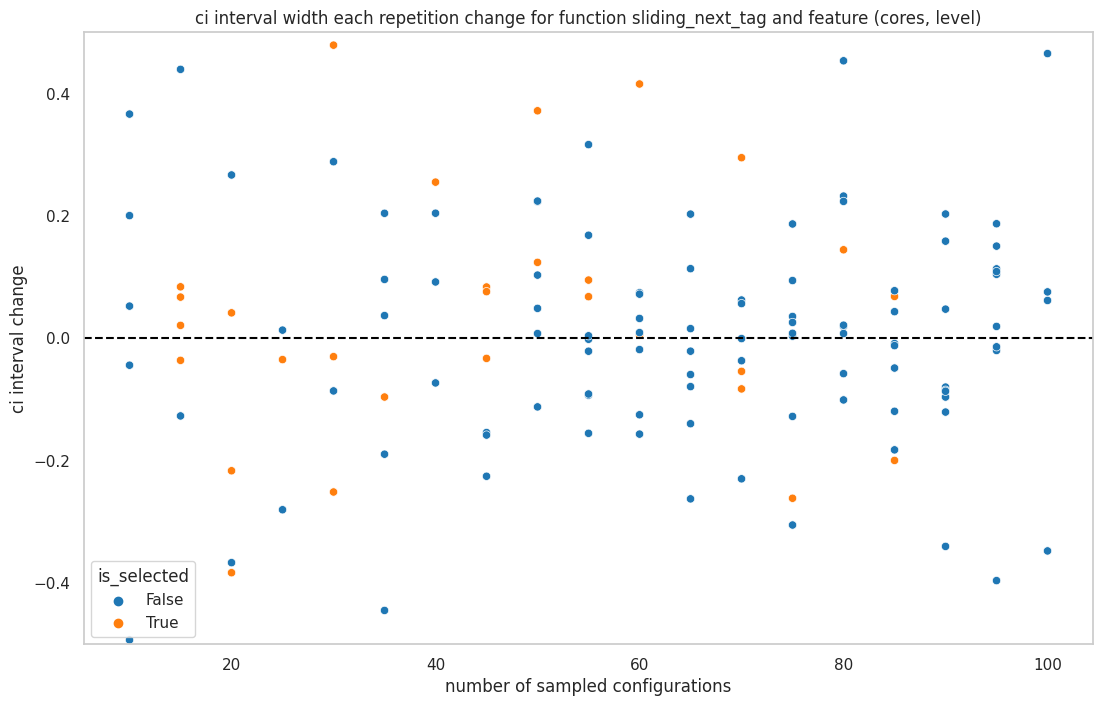 ci interval width each repetition change for function sliding_next_tag and feature (cores, level)
ci interval change
0.4
0.2
0.0
−0.2
−0.4
is_selected
False
True
20
40
60
80
100
number of sampled configurations